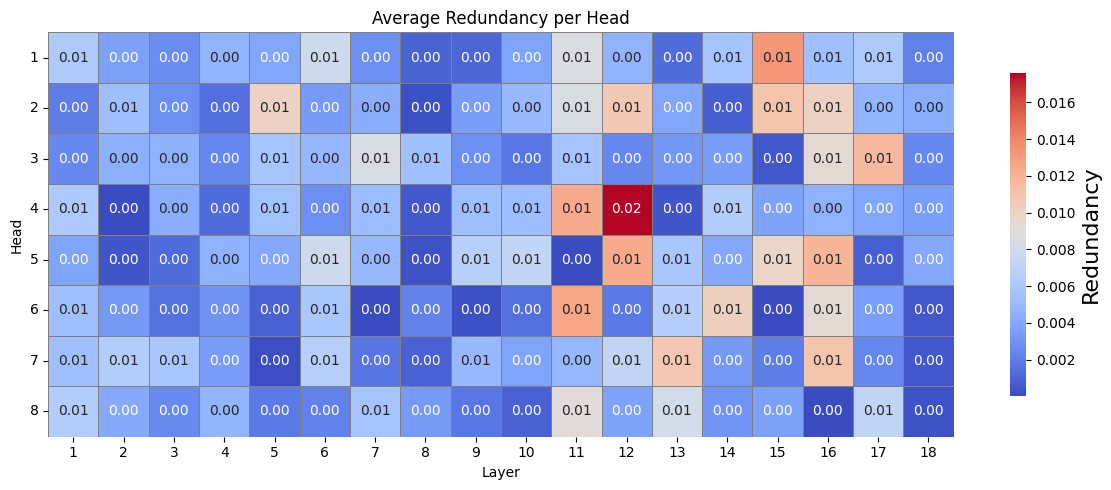 Average Redundancy per Head
1 0.01 0.00 0.00 0.00 0.00 0.01 0.00 0.00 0.00 0.00 0.01 0.00 0.00 0.01 0.01 0.01 0.01 0.00
2 0.00 0.01 0.00 0.00 0.01 0.00 0.00 0.00 0.00 0.00 0.01 0.01 0.00 0.00 0.01 0.01 0.00 0.00
3 0.00 0.00 0.00 0.00 0.01 0.00 0.01 0.01 0.00 0.00 0.01 0.00 0.00 0.00 0.00 0.01 0.01 0.00
4 0.01 0.00 0.00 0.00 0.01 0.00 0.01 0.00 0.01 0.01 0.01 0.02 0.00 0.01 0.00 0.00 0.00 0.00
5 0.00 0.00 0.00 0.00 0.00 0.01 0.00 0.00 0.01 0.01 0.00 0.01 0.01 0.00 0.01 0.01 0.00 0.00
6 0.01 0.00 0.00 0.00 0.00 0.01 0.00 0.00 0.00 0.00 0.01 0.00 0.01 0.01 0.00 0.01 0.00 0.00
7 0.01 0.01 0.01 0.00 0.00 0.01 0.00 0.00 0.01 0.00 0.00 0.01 0.01 0.00 0.00 0.01 0.00 0.00
8 0.01 0.00 0.00 0.00 0.00 0.00 0.01 0.00 0.00 0.00 0.01 0.00 0.01 0.00 0.00 0.00 0.01 0.00
1 2 3 4 5 6 7 8 9 10 11 12 13 14 15 16 17 18
Layer
Head
0.016
0.014
0.012
0.010
0.008
0.006
0.004
0.002
Redundancy